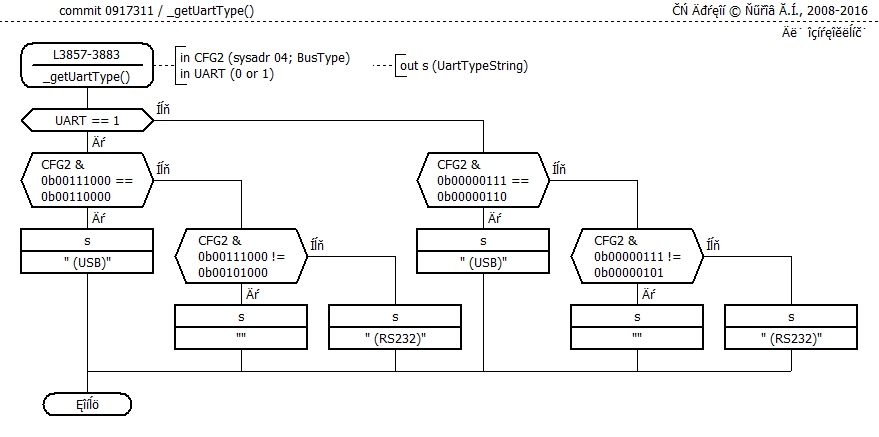 commit 0917311 / _getUartType()
ČŃ Äđŕęîí © Ňűřîâ Ă.Í., 2008-2016
L3857-3883
_getUartType()
in CFG2 (sysadr 04; BusType)
in UART (0 or 1)
out s (UartTypeString)
UART == 1
Íĺň
Äŕ
CFG2 &
0b00111000 ==
0b00110000
Íĺň
Äŕ
s
" (USB)"
CFG2 &
0b00111000 !=
0b00101000
Íĺň
Äŕ
s
""
s
" (RS232)"
CFG2 &
0b00000111 ==
0b00000110
Íĺň
Äŕ
s
" (USB)"
CFG2 &
0b00000111 !=
0b00000101
Íĺň
Äŕ
s
""
s
" (RS232)"
Ęîíĺö